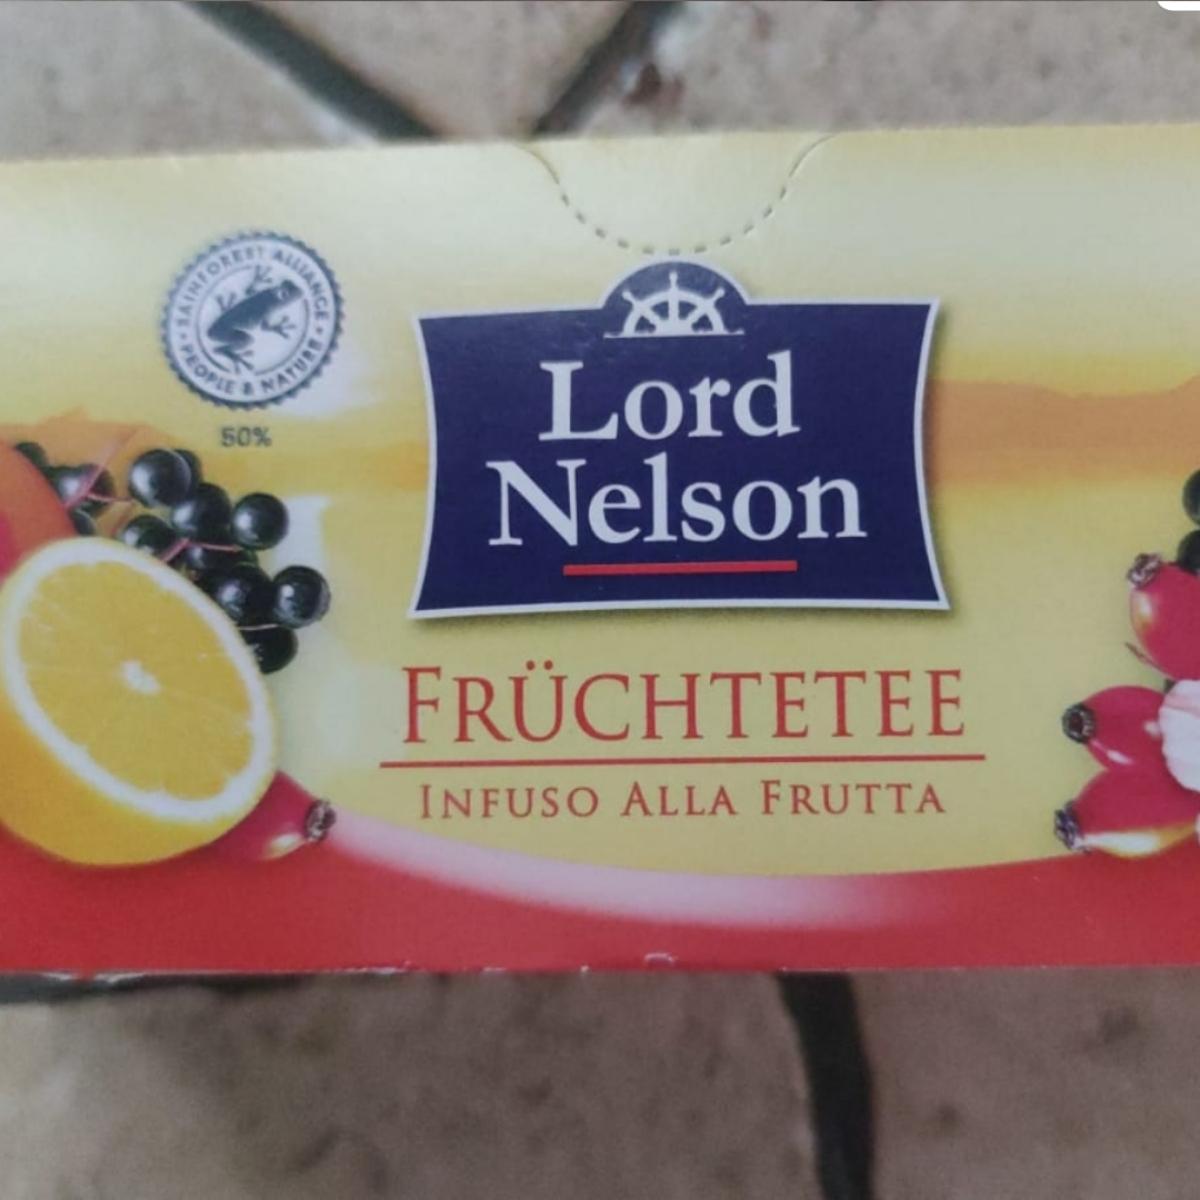 RAINFOREST ALLIANCE
PEOPLE & NATURE
50%
Lord
Nelson
FRÜCHTETEE
INFUSO ALLA FRUTTA